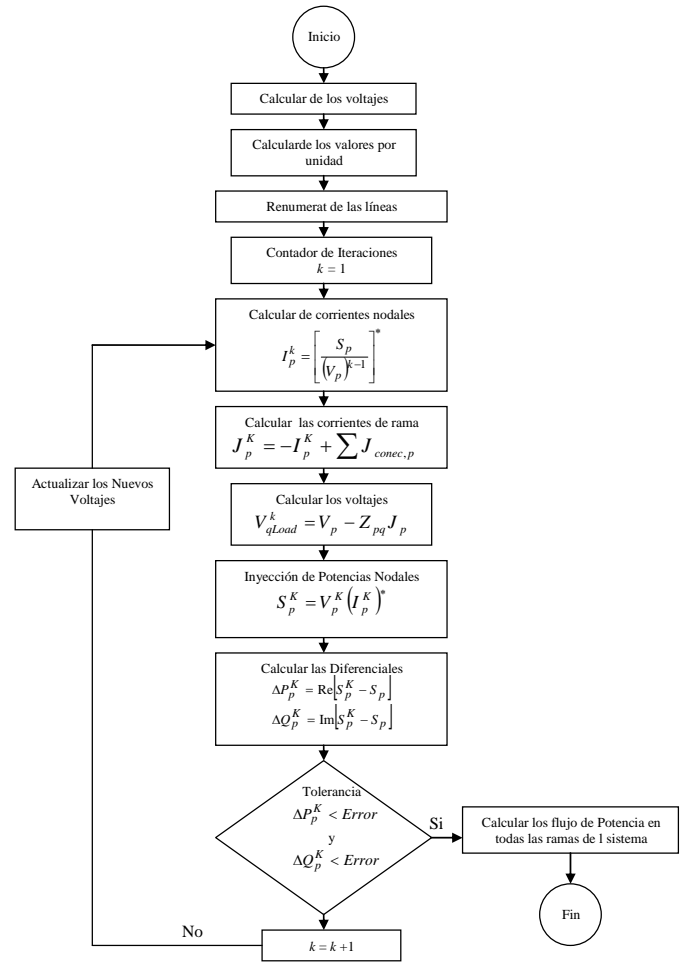 Inicio
Calcular de los voltajes
Calcularde los valores por
unidad
Renumerat de las líneas
Contador de Iteraciones
k = 1
Calcular de corrientes nodales
I_p^k = [S_p / (V_p)^{k-1}]^*
Calcular las corrientes de rama
J_p^K = -I_p^K + ∑ J_{conec,p}
Actualizar los Nuevos
Voltajes
Calcular los voltajes
V_{qLoad}^k = V_p - Z_{pq} J_p
Inyección de Potencias Nodales
S_p^K = V_p^K (I_p^K)^*
Calcular las Diferenciales
ΔP_p^K = Re⌊S_p^K - S_p⌋
ΔQ_p^K = Im⌊S_p^K - S_p⌋
Tolerancia
ΔP_p^K < Error
y
ΔQ_p^K < Error
Si
Calcular los flujo de Potencia en
todas las ramas de l sistema
Fin
No
k = k +1